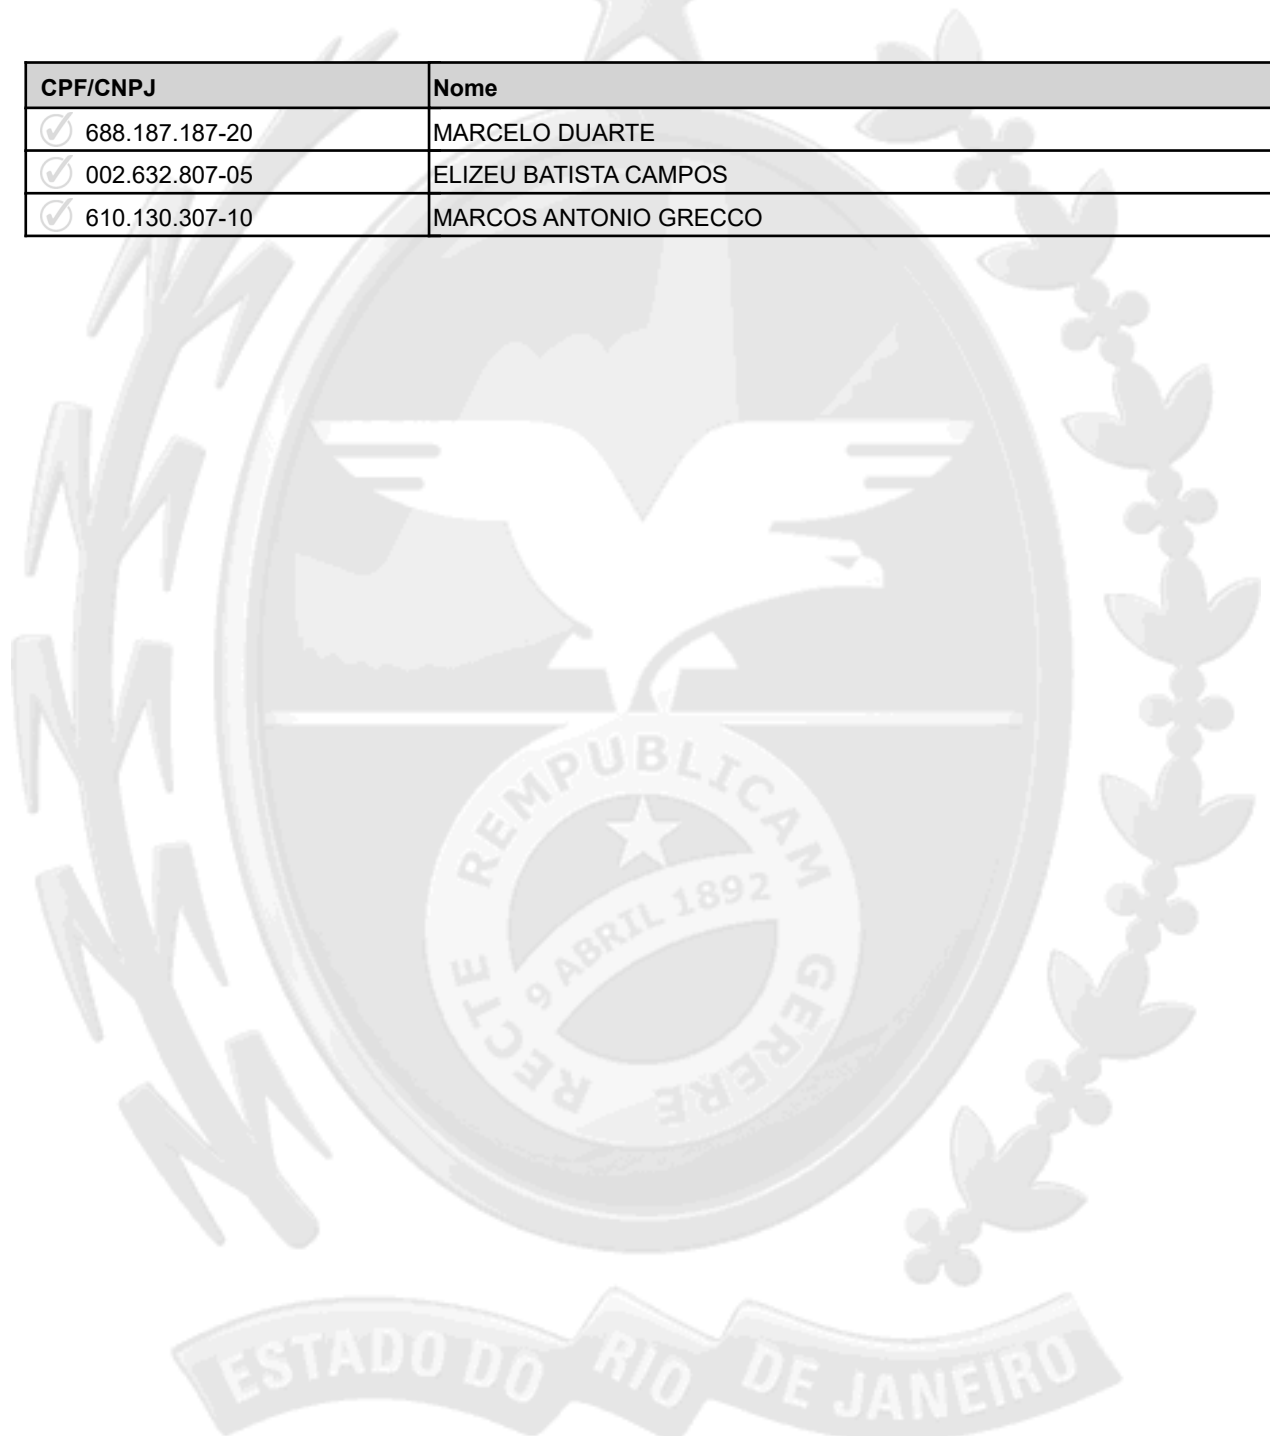 CPF/CNPJ Nome
688.187.187-20 MARCELO DUARTE
002.632.807-05 ELIZEU BATISTA CAMPOS
610.130.307-10 MARCOS ANTONIO GRECCO
RECTE REMPUBLICAM GERERE
9 ABRIL 1892
ESTADO DO RIO DE JANEIRO